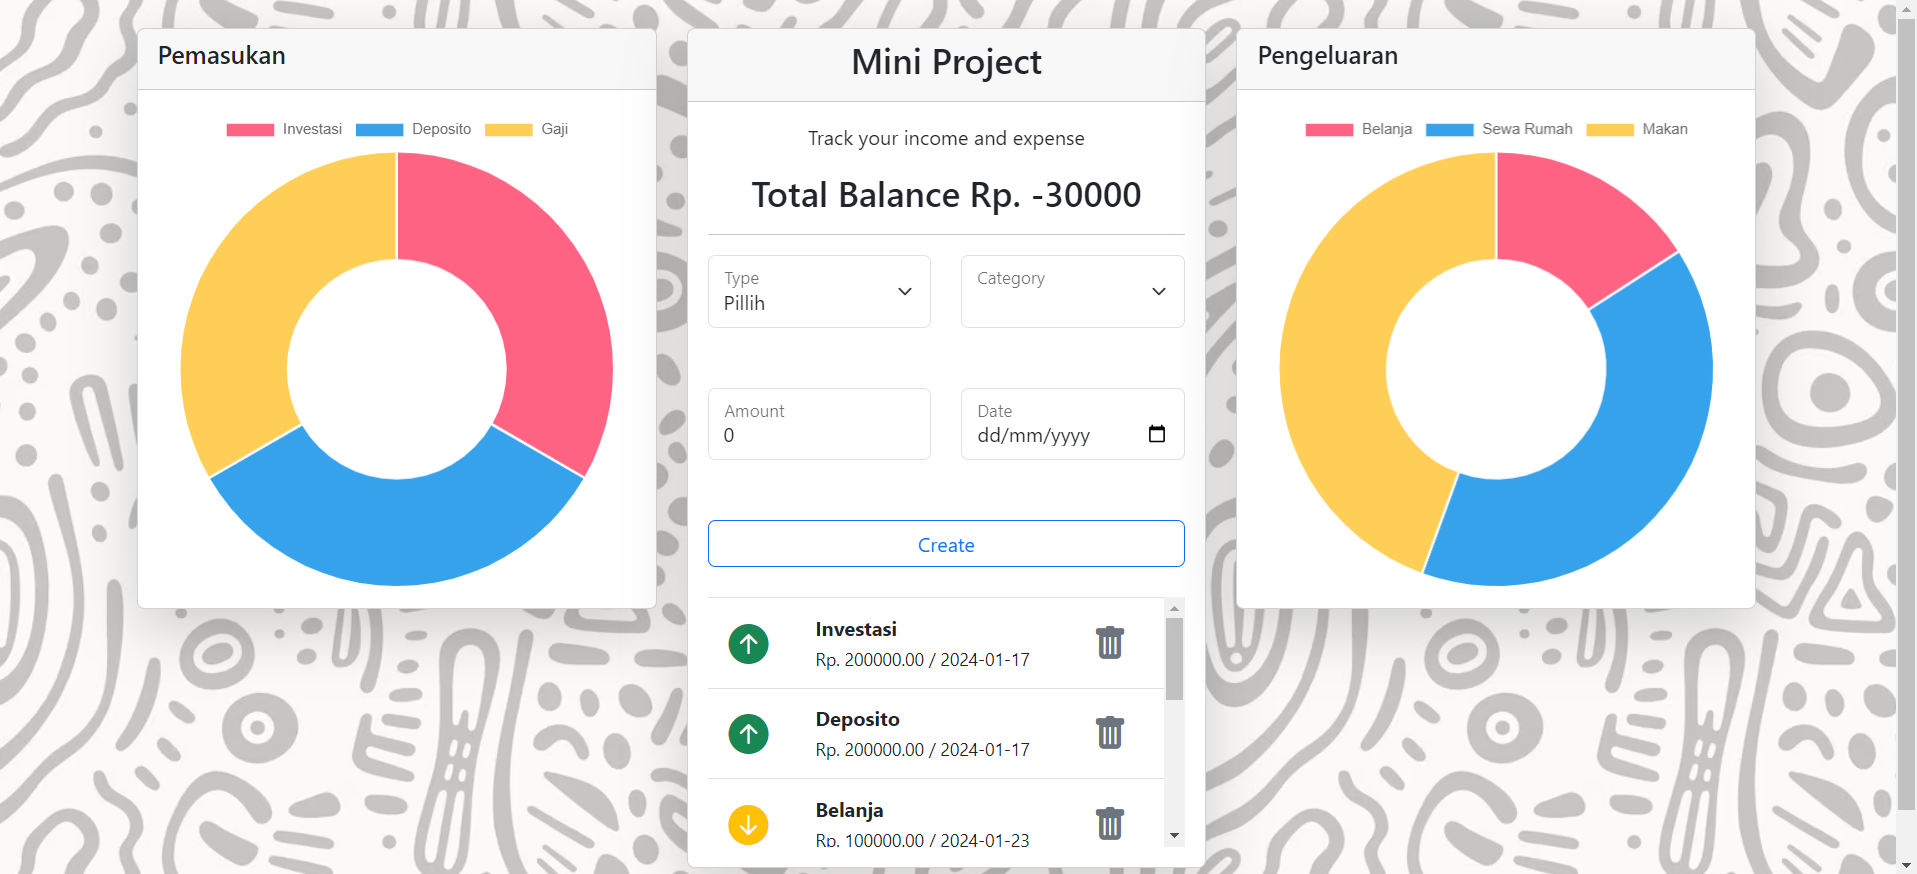 Pemasukan
Investasi Deposito Gaji
Mini Project
Track your income and expense
Total Balance Rp. -30000
Type
Pillih
Category
Amount
0
Date
dd/mm/yyyy
Create
Investasi
Rp. 200000.00 / 2024-01-17
Deposito
Rp. 200000.00 / 2024-01-17
Belanja
Rp. 100000.00 / 2024-01-23
Pengeluaran
Belanja Sewa Rumah Makan